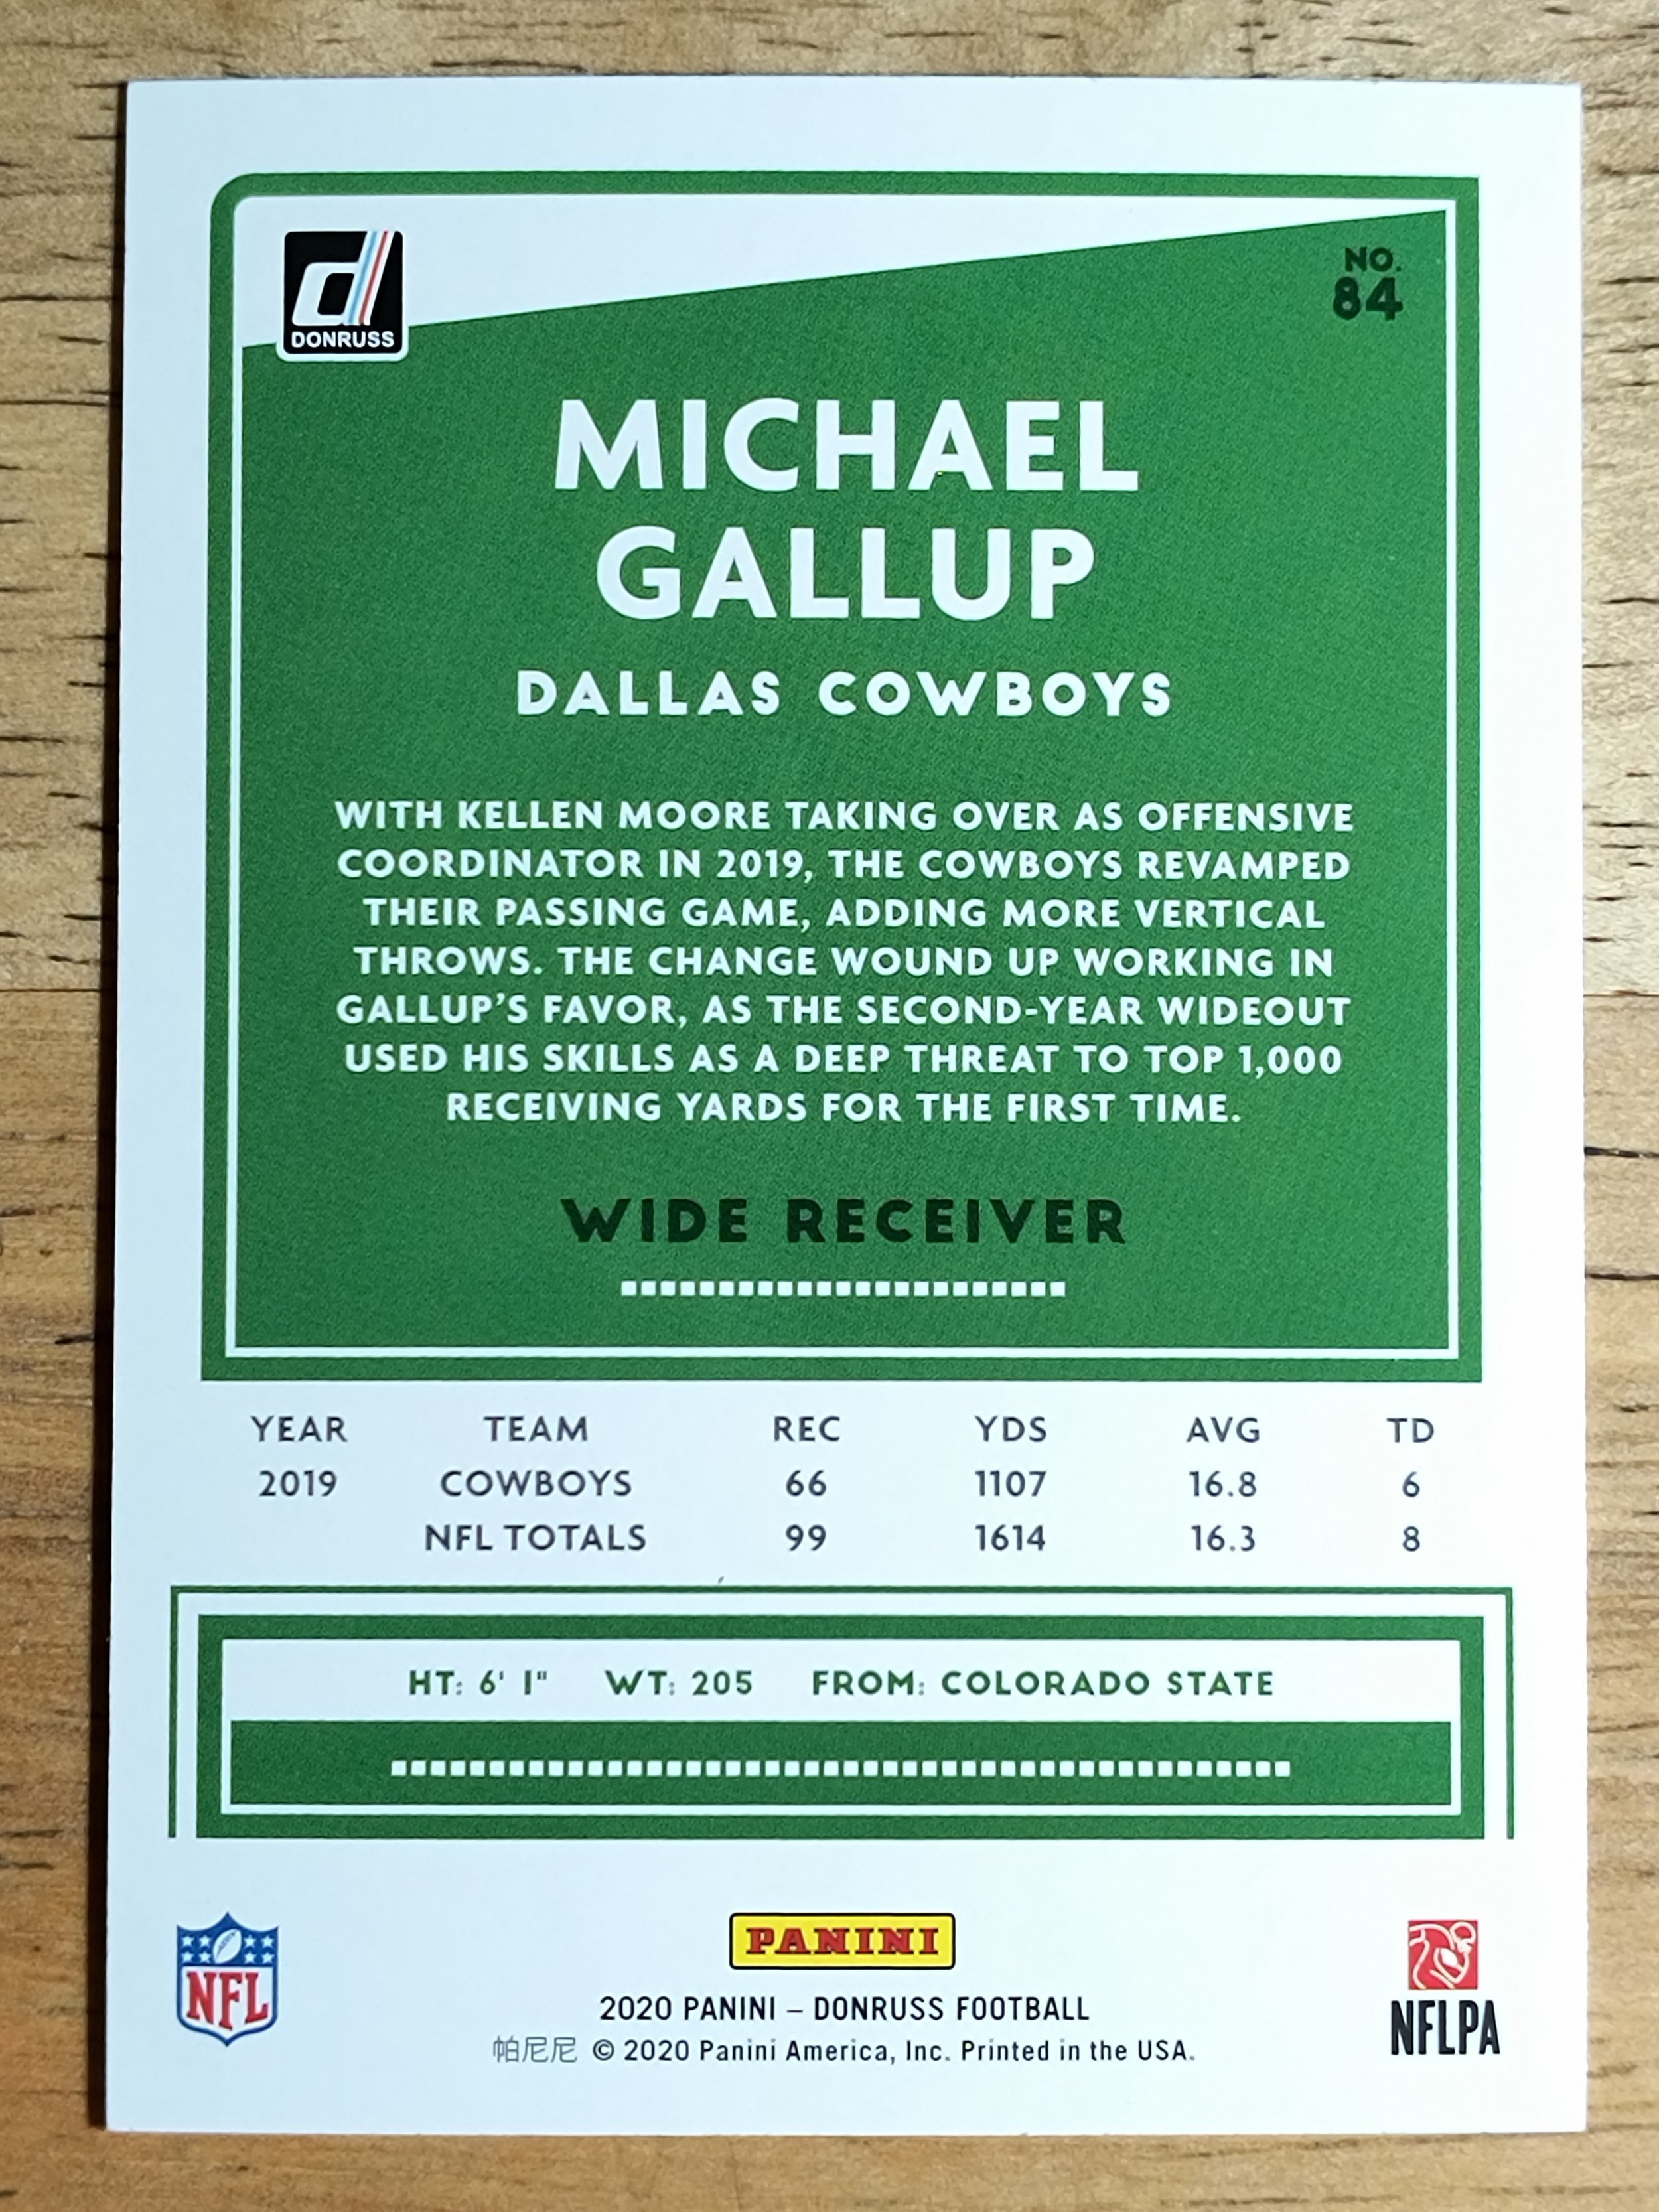 DONRUSS
NO.
84
MICHAEL
GALLUP
DALLAS COWBOYS
WITH KELLEN MOORE TAKING OVER AS OFFENSIVE
COORDINATOR IN 2019, THE COWBOYS REVAMPED
THEIR PASSING GAME, ADDING MORE VERTICAL
THROWS. THE CHANGE WOUND UP WORKING IN
GALLUP'S FAVOR, AS THE SECOND-YEAR WIDEOUT
USED HIS SKILLS AS A DEEP THREAT TO TOP 1,000
RECEIVING YARDS FOR THE FIRST TIME.
WIDE RECEIVER
YEAR TEAM REC YDS AVG TD
2019 COWBOYS 66 1107 16.8 6
NFL TOTALS 99 1614 16.3 8
HT: 6' 1" WT: 205 FROM: COLORADO STATE
NFL
PANINI
2020 PANINI – DONRUSS FOOTBALL
帕尼尼 © 2020 Panini America, Inc. Printed in the USA.
NFLPA